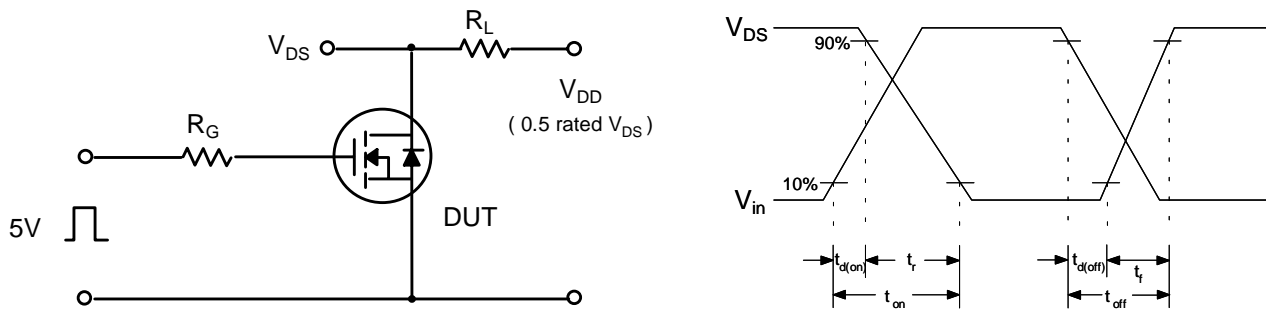 R_L
V_DS
V_DD
( 0.5 rated V_DS )
R_G
5V
DUT
V_DS
90%
10%
V_in
t_d(on)
t_r
t_on
t_d(off)
t_f
t_off